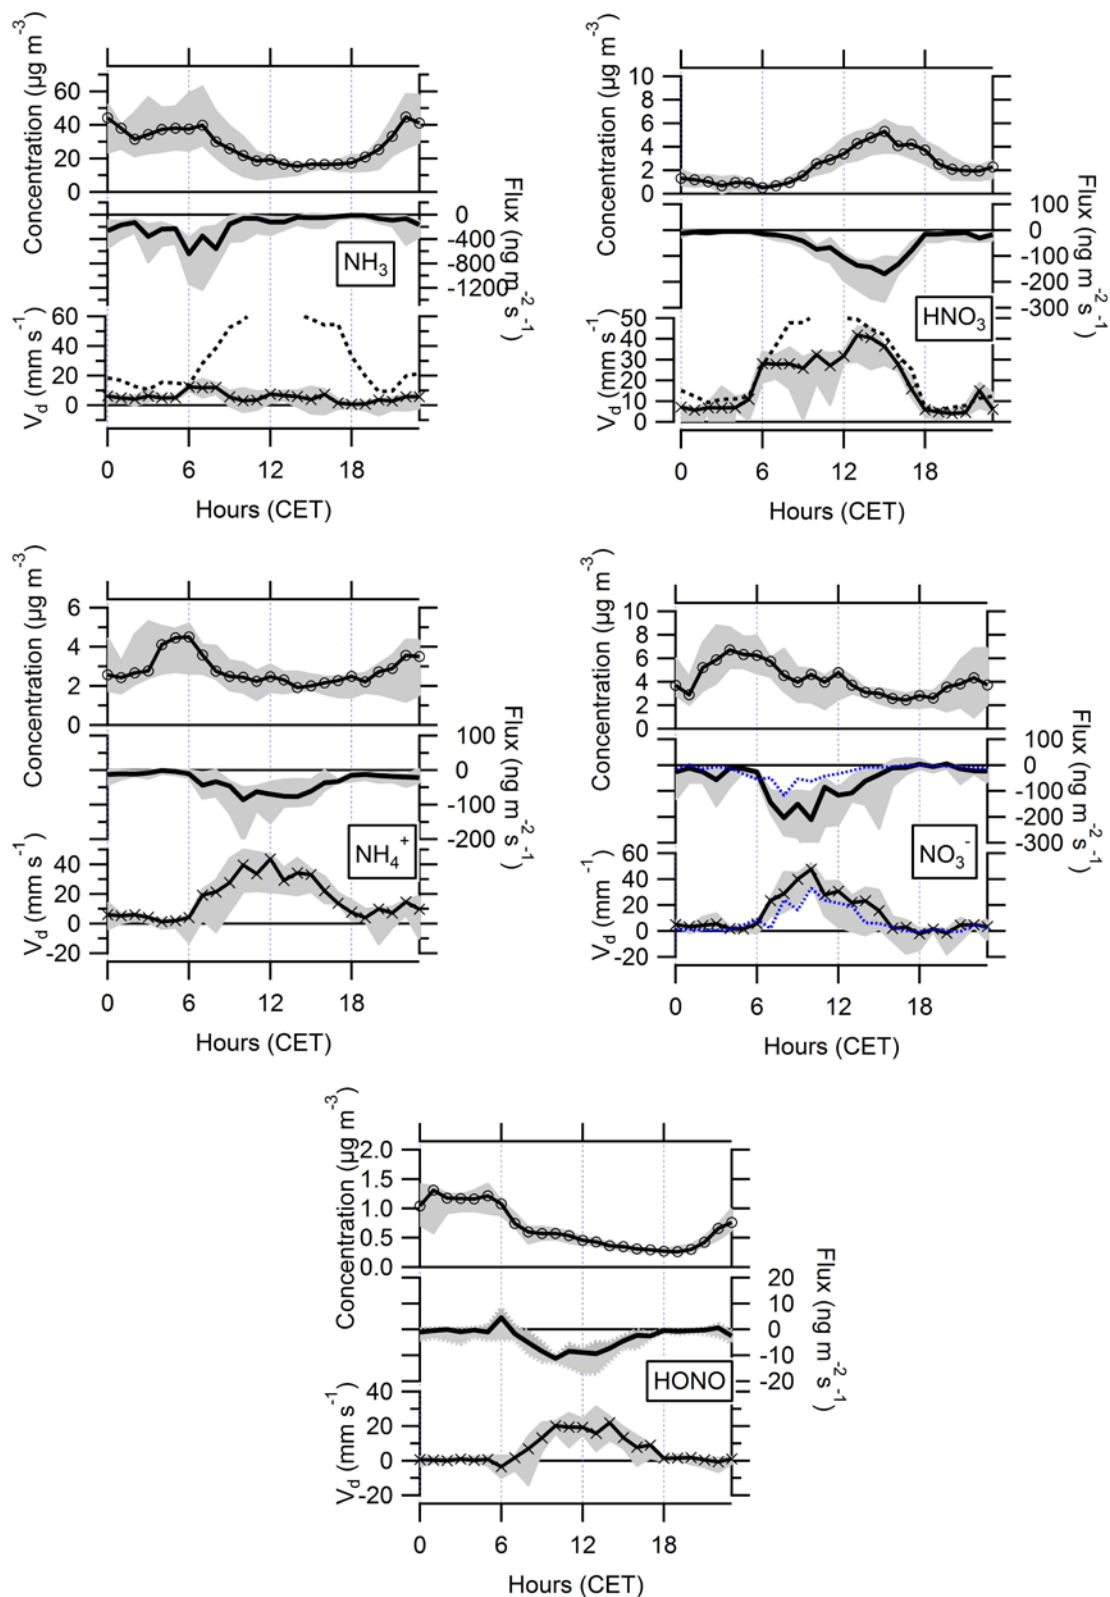 Concentration (µg m⁻³)
60
40
20
0
Flux (ng m⁻² s⁻¹)
0
-400
-800
-1200
NH₃
V_d (mm s⁻¹)
60
40
20
0
0 6 12 18
Hours (CET)
Concentration (µg m⁻³)
10
8
6
4
2
0
Flux (ng m⁻² s⁻¹)
100
0
-100
-200
-300
HNO₃
V_d (mm s⁻¹)
50
40
30
20
10
0
0 6 12 18
Hours (CET)
Concentration (µg m⁻³)
6
4
2
0
Flux (ng m⁻² s⁻¹)
100
0
-100
-200
NH₄⁺
V_d (mm s⁻¹)
40
20
0
-20
0 6 12 18
Hours (CET)
Concentration (µg m⁻³)
10
8
6
4
2
0
Flux (ng m⁻² s⁻¹)
100
0
-100
-200
-300
NO₃⁻
V_d (mm⁻¹)
60
40
20
0
-20
0 6 12 18
Hours (CET)
Concentration (µg m⁻³)
2.0
1.5
1.0
0.5
0.0
Flux (ng m⁻² s⁻¹)
20
10
0
-10
-20
HONO
V_d (mm s⁻¹)
40
20
0
-20
0 6 12 18
Hours (CET)